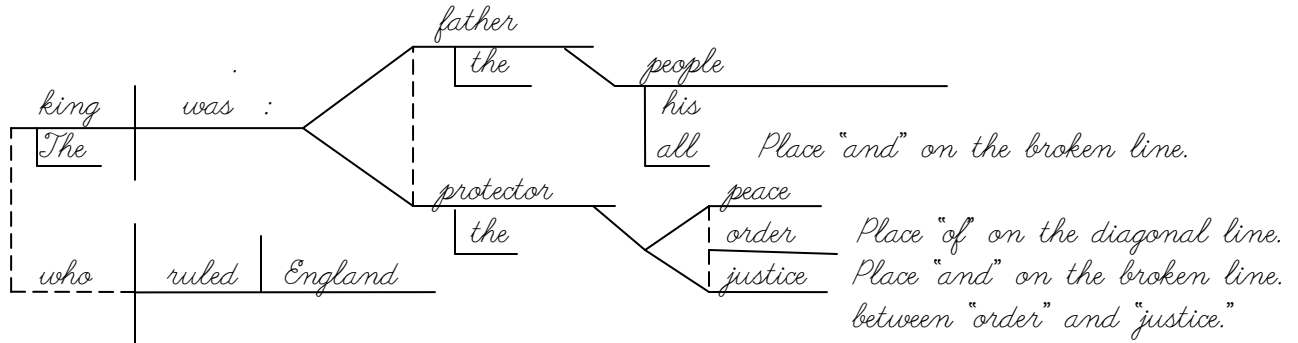 father
the people
king was : his
The all Place "and" on the broken line.
protector peace
the order Place "of" on the diagonal line.
who ruled England justice Place "and" on the broken line.
between "order" and "justice."